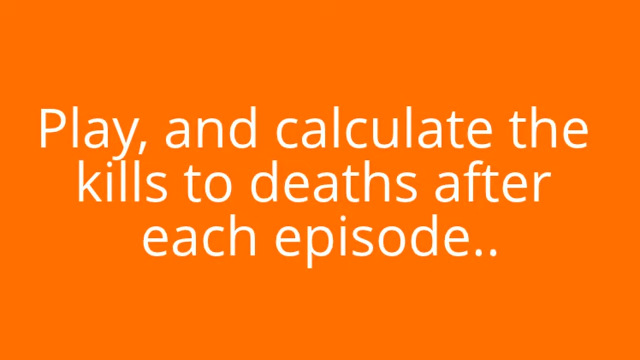 Play, and calculate the
kills to deaths after
each episode..